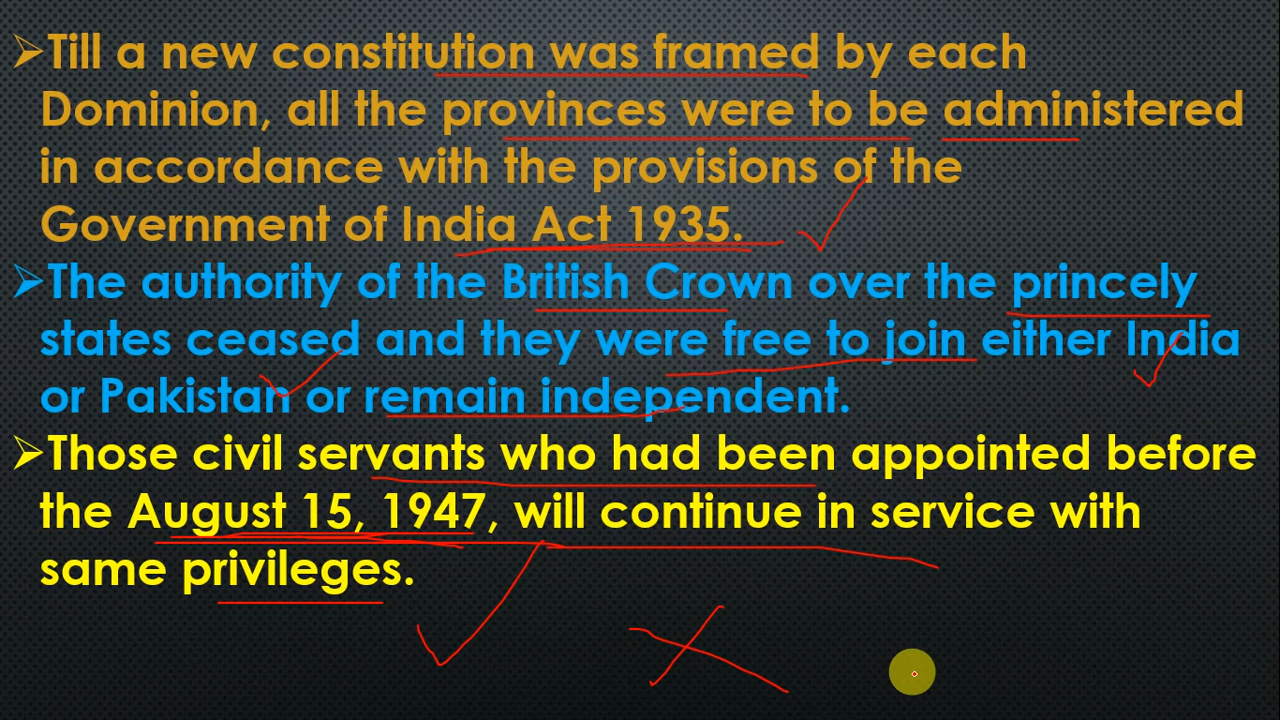 Till a new constitution was framed by each
Dominion, all the provinces were to be administered
in accordance with the provisions of the
Government of India Act 1935.
The authority of the British Crown over the princely
states ceased and they were free to join either India
or Pakistan or remain independent.
Those civil servants who had been appointed before
the August 15, 1947, will continue in service with
same privileges.